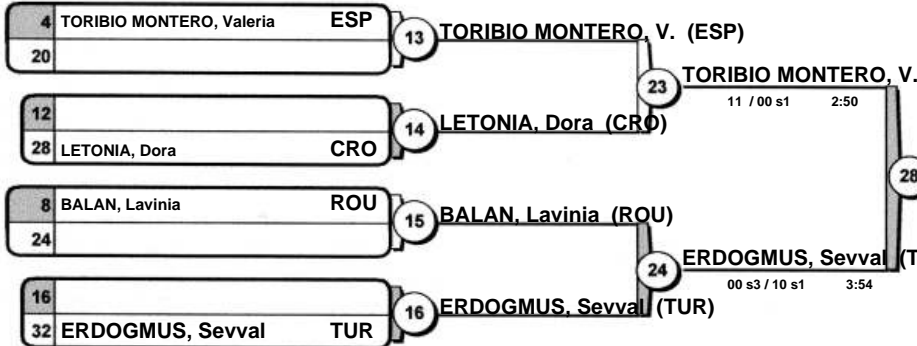 4 TORIBIO MONTERO, Valeria ESP
20
13 TORIBIO MONTERO, V. (ESP)
23 TORIBIO MONTERO, V.
11 / 00 s1 2:50
12
28 LETONIA, Dora CRO
14 LETONIA, Dora (CRO)
28
8 BALAN, Lavinia ROU
24
15 BALAN, Lavinia (ROU)
24 ERDOGMUS, Sevval (T
00 s3 / 10 s1 3:54
16
32 ERDOGMUS, Sevval TUR
16 ERDOGMUS, Sevval (TUR)